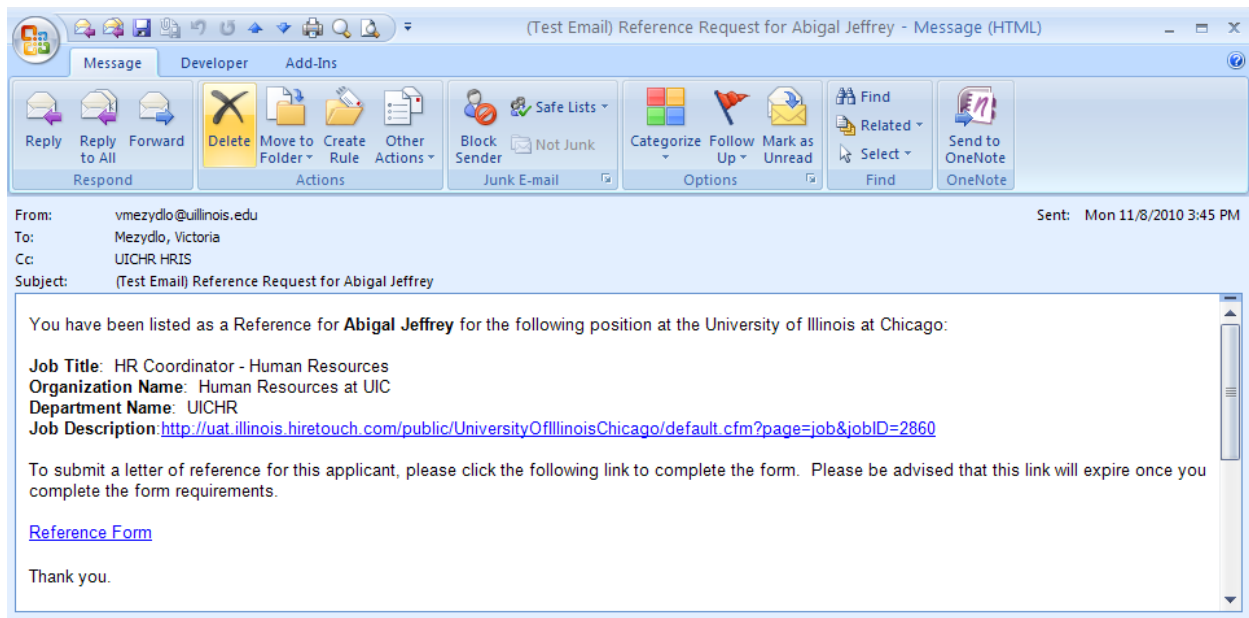 (Test Email) Reference Request for Abigal Jeffrey - Message (HTML)
Message Developer Add-Ins
Reply Reply to All Forward Delete Move to Folder Create Rule Other Actions Block Sender Safe Lists Not Junk Categorize Follow Up Mark as Unread Find Related Select Send to OneNote
Respond Actions Junk E-mail Options Find OneNote
From: vmezydlo@uillinois.edu Sent: Mon 11/8/2010 3:45 PM
To: Mezydlo, Victoria
Cc: UICHR HRIS
Subject: (Test Email) Reference Request for Abigal Jeffrey
You have been listed as a Reference for Abigal Jeffrey for the following position at the University of Illinois at Chicago:
Job Title: HR Coordinator - Human Resources
Organization Name: Human Resources at UIC
Department Name: UICHR
Job Description:http://uat.illinois.hiretouch.com/public/UniversityOfIllinoisChicago/default.cfm?page=job&jobID=2860
To submit a letter of reference for this applicant, please click the following link to complete the form. Please be advised that this link will expire once you
complete the form requirements.
Reference Form
Thank you.